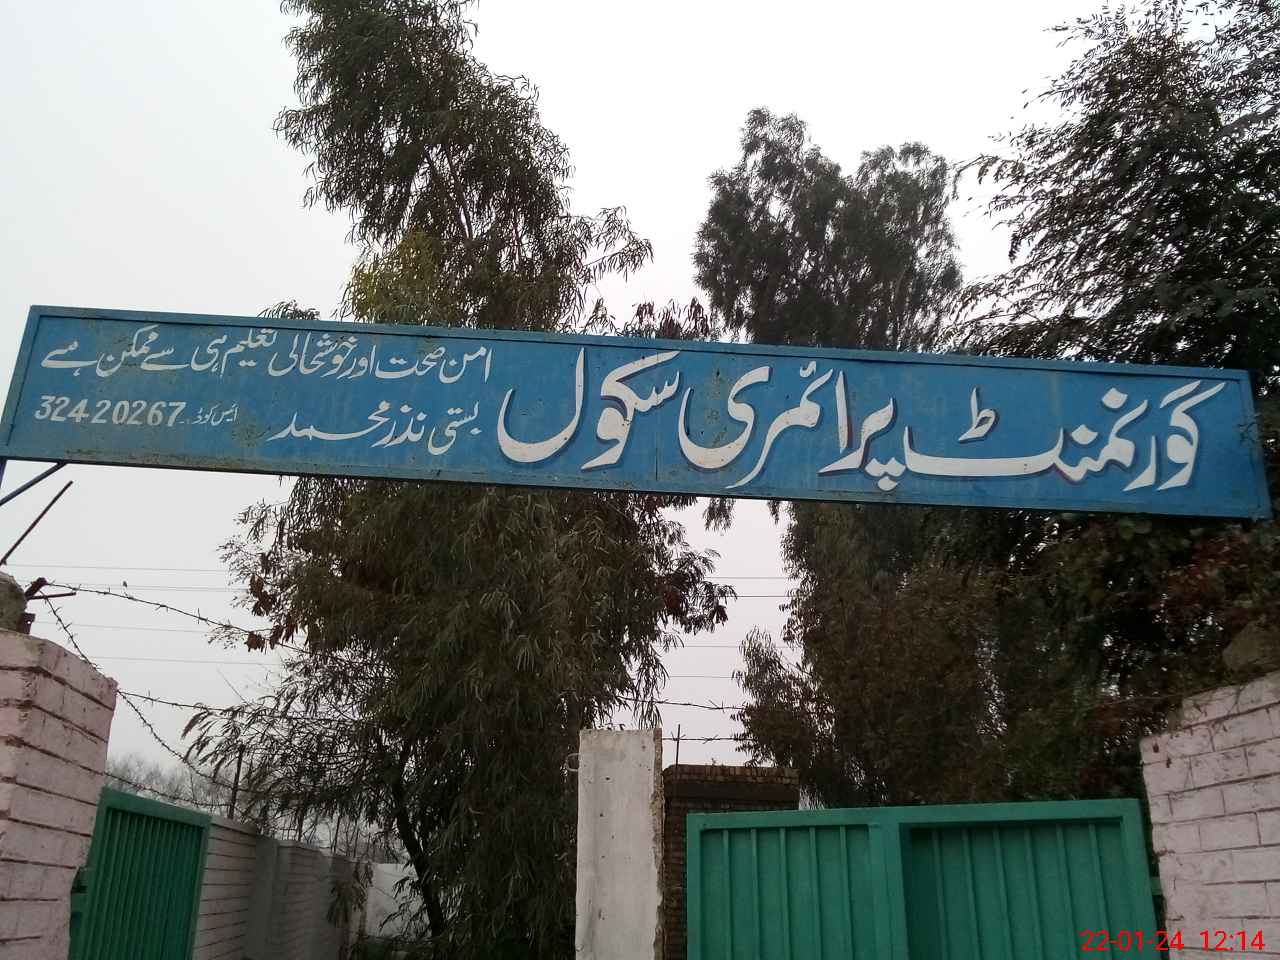 گورنمنٹ پرائمری سکول
امن صحت اور خوشحالی تعلیم ہی سے ممکن ہے
بستی نذر محمد
ایس کوڈ 32420267
22-01-24 12:14